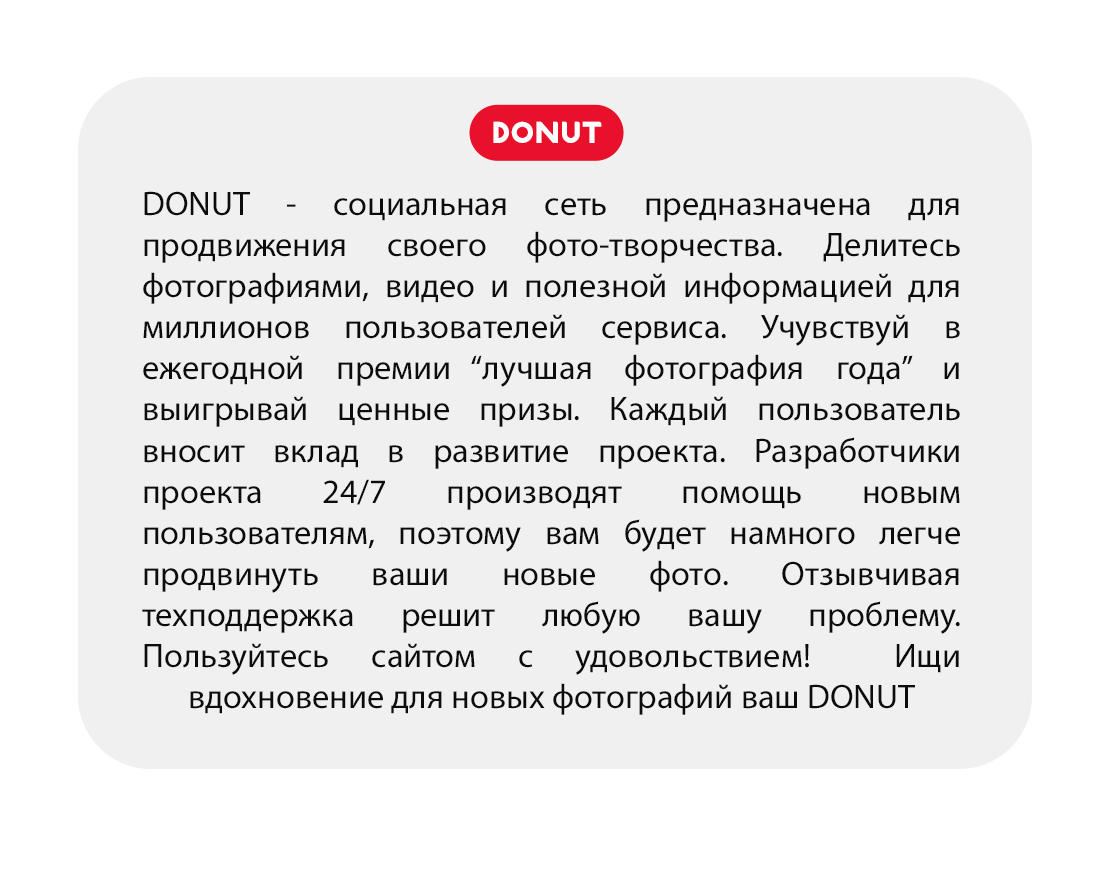 DONUT
DONUT - социальная сеть предназначена для
продвижения своего фото-творчества. Делитесь
фотографиями, видео и полезной информацией для
миллионов пользователей сервиса. Учувствуй в
ежегодной премии “лучшая фотография года” и
выигрывай ценные призы. Каждый пользователь
вносит вклад в развитие проекта. Разработчики
проекта 24/7 производят помощь новым
пользователям, поэтому вам будет намного легче
продвинуть ваши новые фото. Отзывчивая
техподдержка решит любую вашу проблему.
Пользуйтесь сайтом с удовольствием! Ищи
вдохновение для новых фотографий ваш DONUT